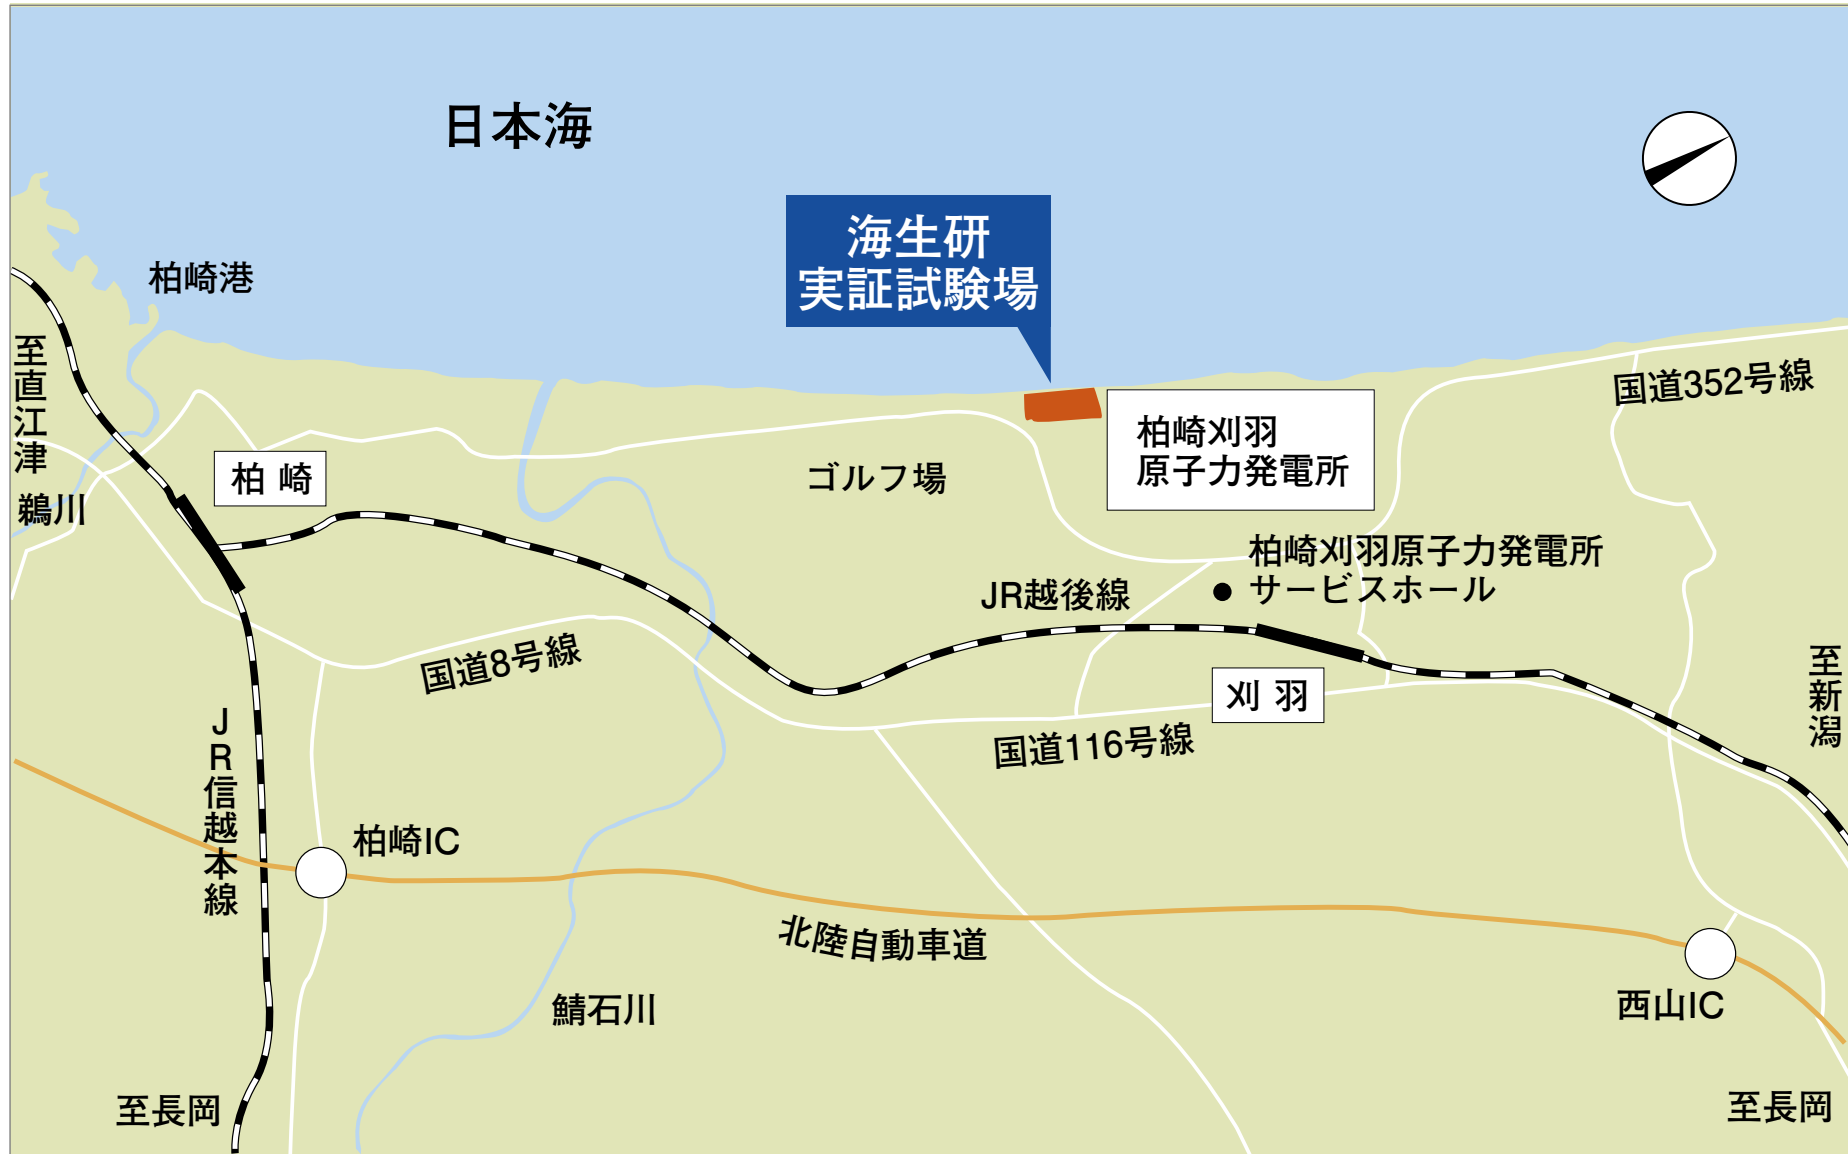 日本海
海生研
実証試験場
柏崎港
至直江津
国道352号線
柏崎刈羽
原子力発電所
柏崎
ゴルフ場
鵜川
柏崎刈羽原子力発電所
サービスホール
JR越後線
国道8号線
刈羽
至新潟
国道116号線
JR信越本線
柏崎IC
北陸自動車道
鯖石川
西山IC
至長岡
至長岡